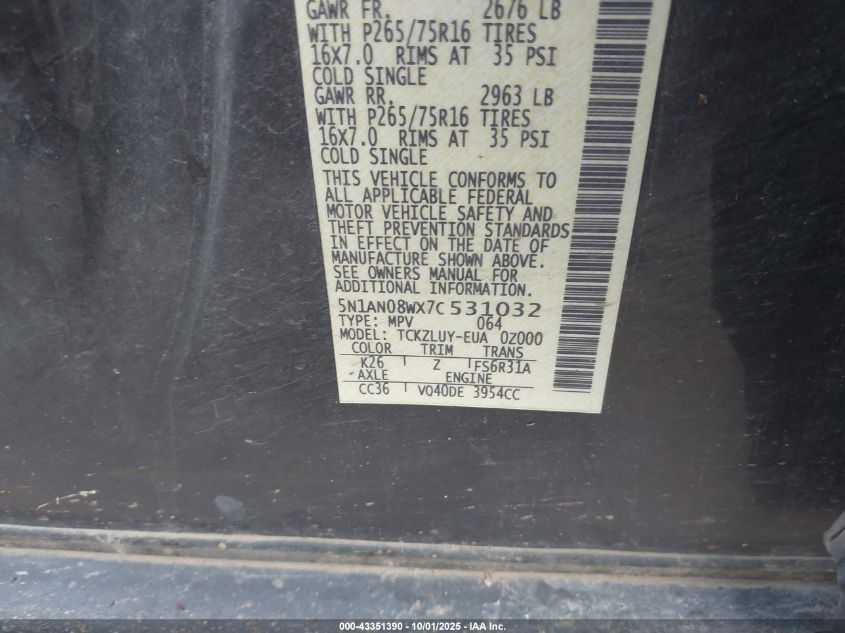 GAWR FR. 2676 LB
WITH P265/75R16 TIRES
16X7.0 RIMS AT 35 PSI
COLD SINGLE
GAWR RR. 2963 LB
WITH P265/75R16 TIRES
16X7.0 RIMS AT 35 PSI
COLD SINGLE
THIS VEHICLE CONFORMS TO
ALL APPLICABLE FEDERAL
MOTOR VEHICLE SAFETY AND
THEFT PREVENTION STANDARDS
IN EFFECT ON THE DATE OF
MANUFACTURE SHOWN ABOVE.
SEE OWNERS MANUAL FOR
ADDITIONAL INFORMATION.
5N1AN08WX7C531032
TYPE: MPV 064
MODEL: TCKZLUY-EUA 0Z000
COLOR TRIM TRANS
K26 Z FS6R31A
AXLE ENGINE
CC36 VQ40DE 3954CC
000-43351390 - 10/01/2025 - IAA Inc.